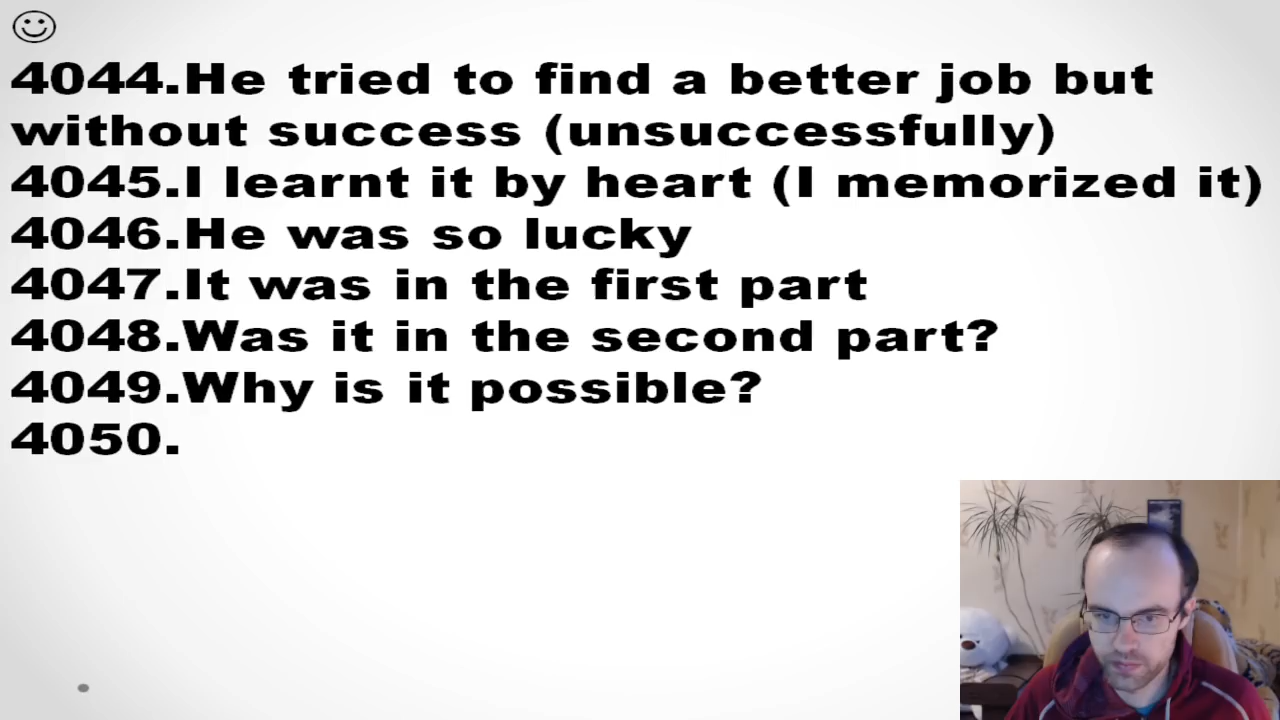 4044.He tried to find a better job but
without success (unsuccessfully)
4045.I learnt it by heart (I memorized it)
4046.He was so lucky
4047.It was in the first part
4048.Was it in the second part?
4049.Why is it possible?
4050.